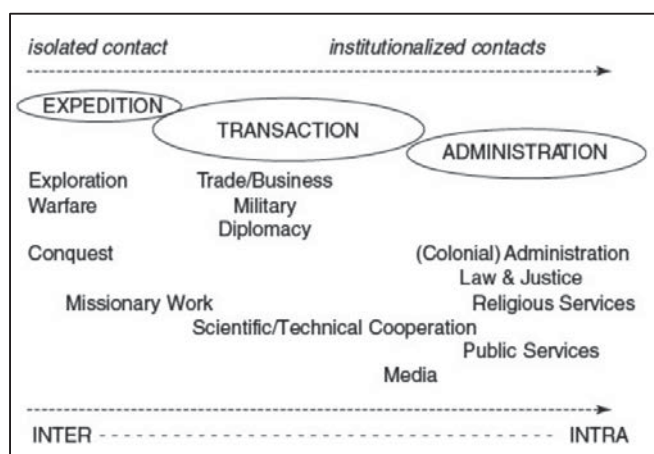 isolated contact institutionalized contacts
EXPEDITION
TRANSACTION
ADMINISTRATION
Exploration Trade/Business
Warfare Military
Diplomacy
Conquest (Colonial) Administration
Law & Justice
Missionary Work Religious Services
Scientific/Technical Cooperation
Public Services
Media
INTER INTRA